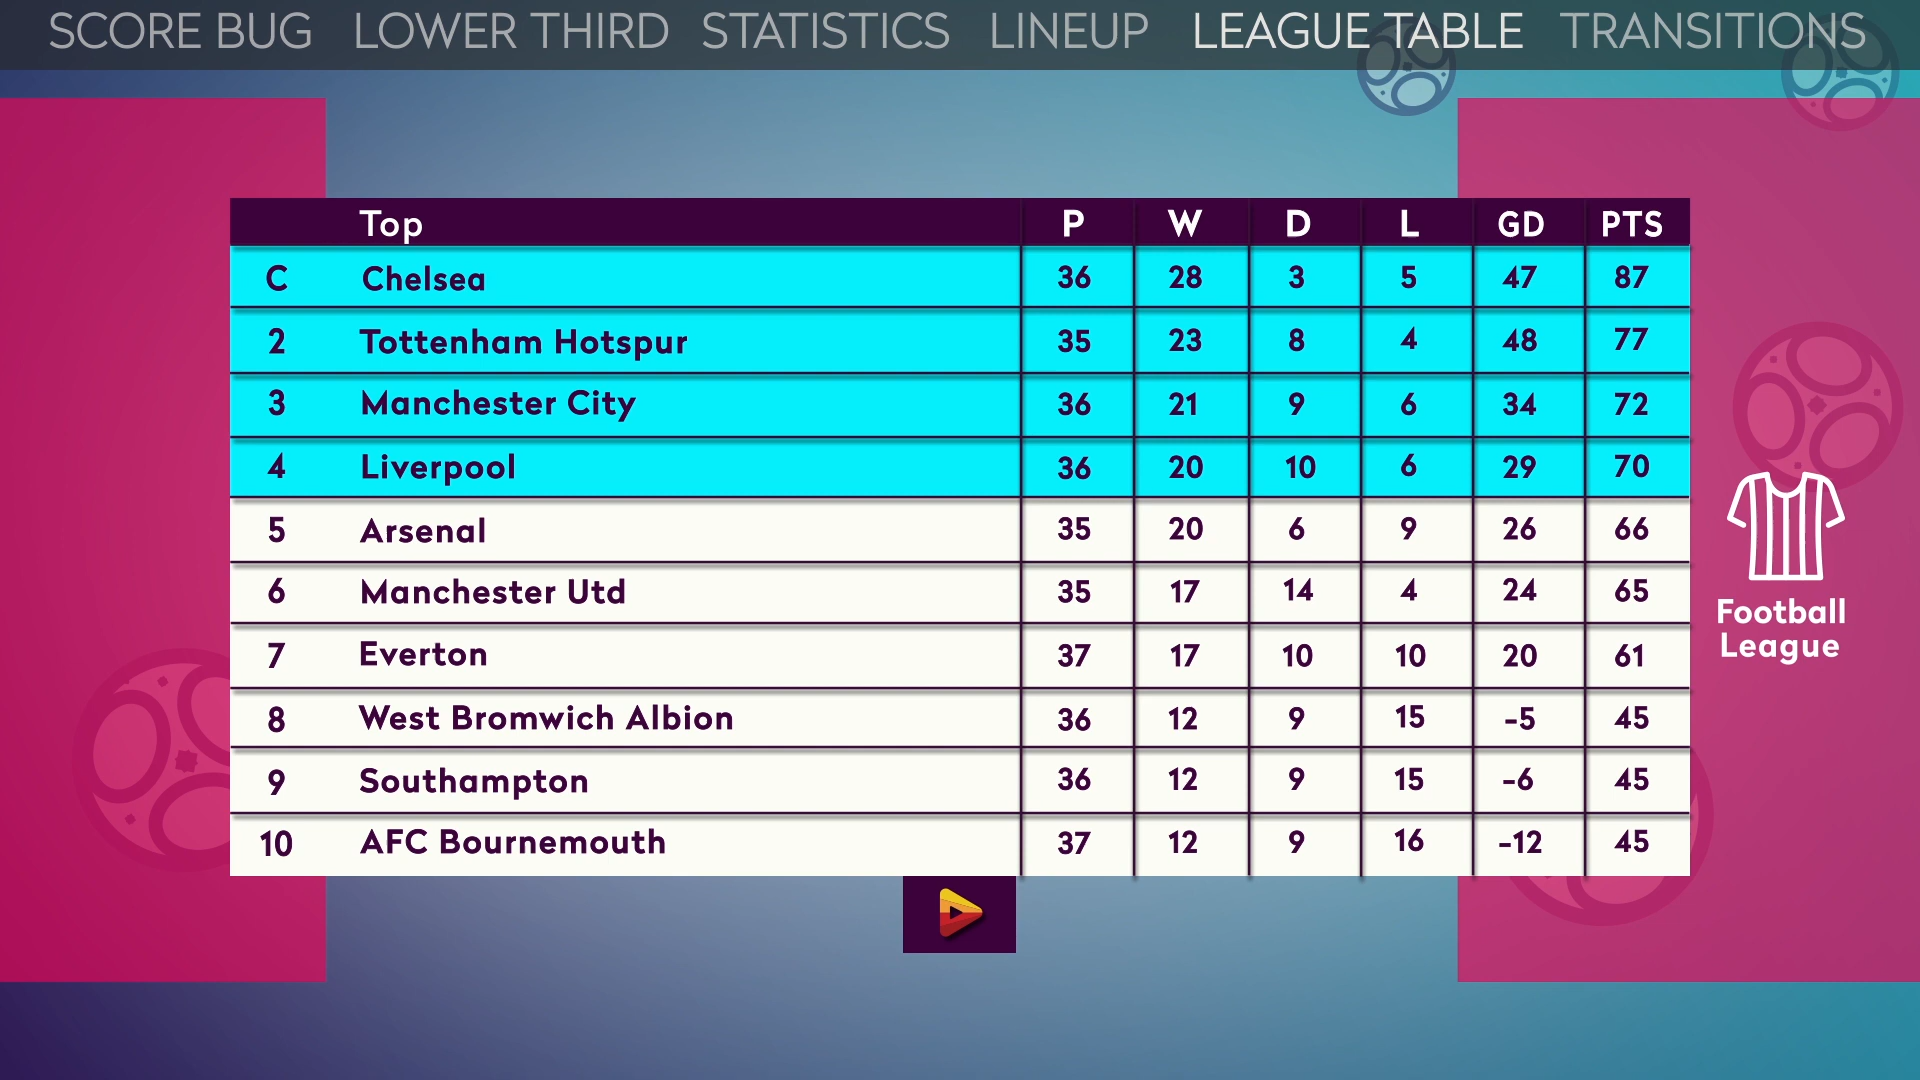 SCORE BUG LOWER THIRD STATISTICS LINEUP LEAGUE TABLE TRANSITIONS
Top P W D L GD PTS
C Chelsea 36 28 3 5 47 87
2 Tottenham Hotspur 35 23 8 4 48 77
3 Manchester City 36 21 9 6 34 72
4 Liverpool 36 20 10 6 29 70
5 Arsenal 35 20 6 9 26 66
6 Manchester Utd 35 17 14 4 24 65
7 Everton 37 17 10 10 20 61
8 West Bromwich Albion 36 12 9 15 -5 45
9 Southampton 36 12 9 15 -6 45
10 AFC Bournemouth 37 12 9 16 -12 45
Football
League